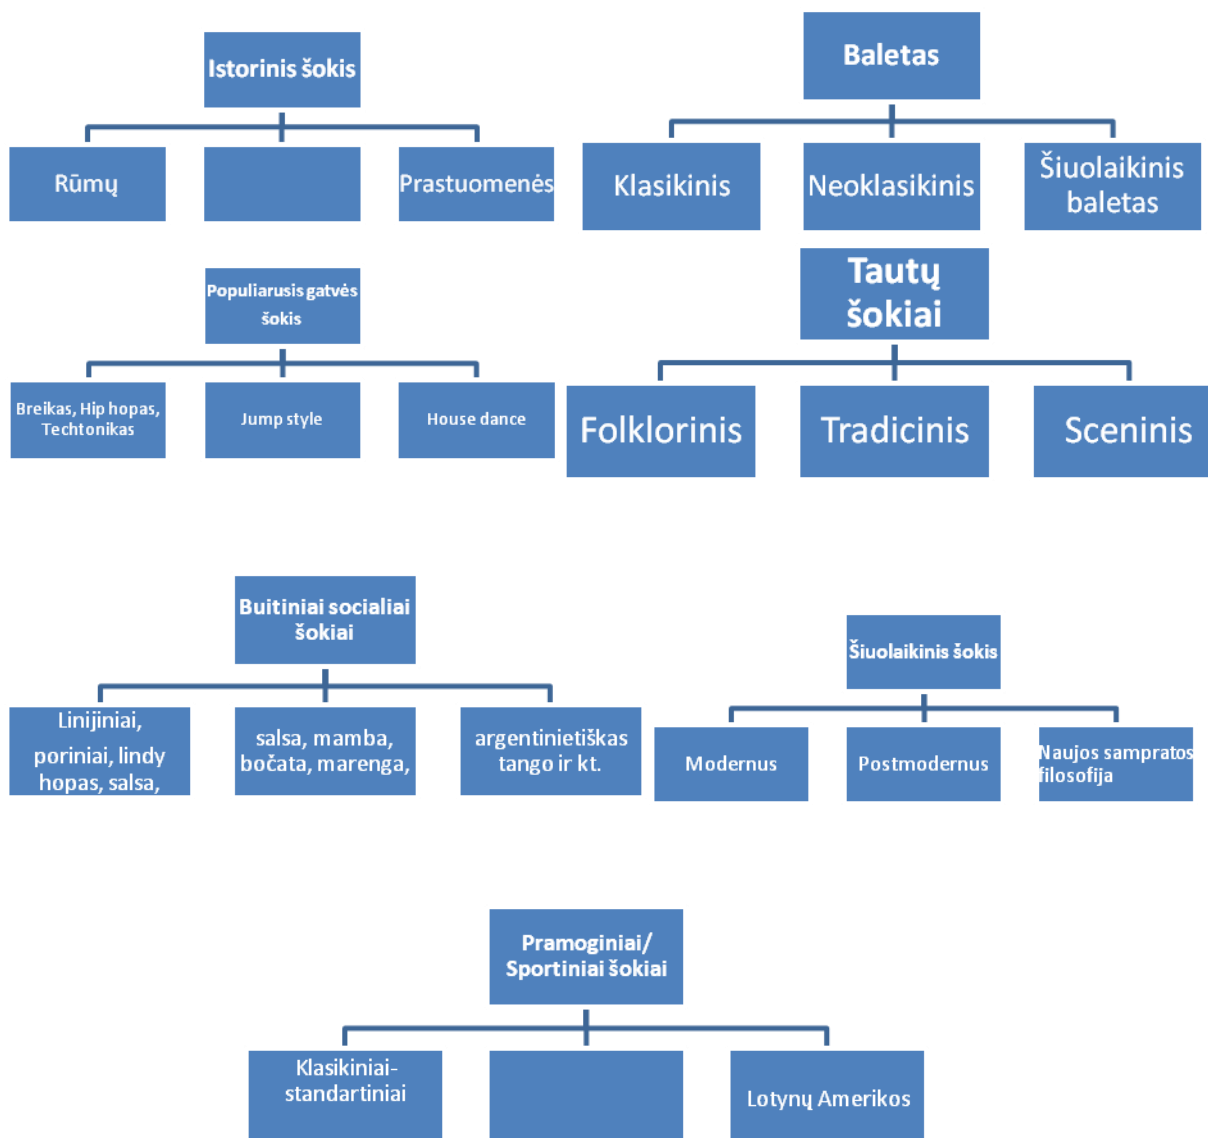 Istorinis šokis
Rūmų
Prastuomenės
Baletas
Klasikinis
Neoklasikinis
Šiuolaikinis
baletas
Populiarusis gatvės
šokis
Breikas, Hip hopas,
Techtonikas
Jump style
House dance
Tautų
šokiai
Folklorinis
Tradicinis
Sceninis
Buitiniai socialiai
šokiai
Linijiniai,
poriniai, lindy
hopas, salsa,
salsa, mamba,
bočata, marenga,
argentinietiškas
tango ir kt.
Šiuolaikinis šokis
Modernus
Postmodernus
Naujos sampratos
filosofija
Pramoginiai/
Sportiniai šokiai
Klasikiniai-
standartiniai
Lotynų Amerikos